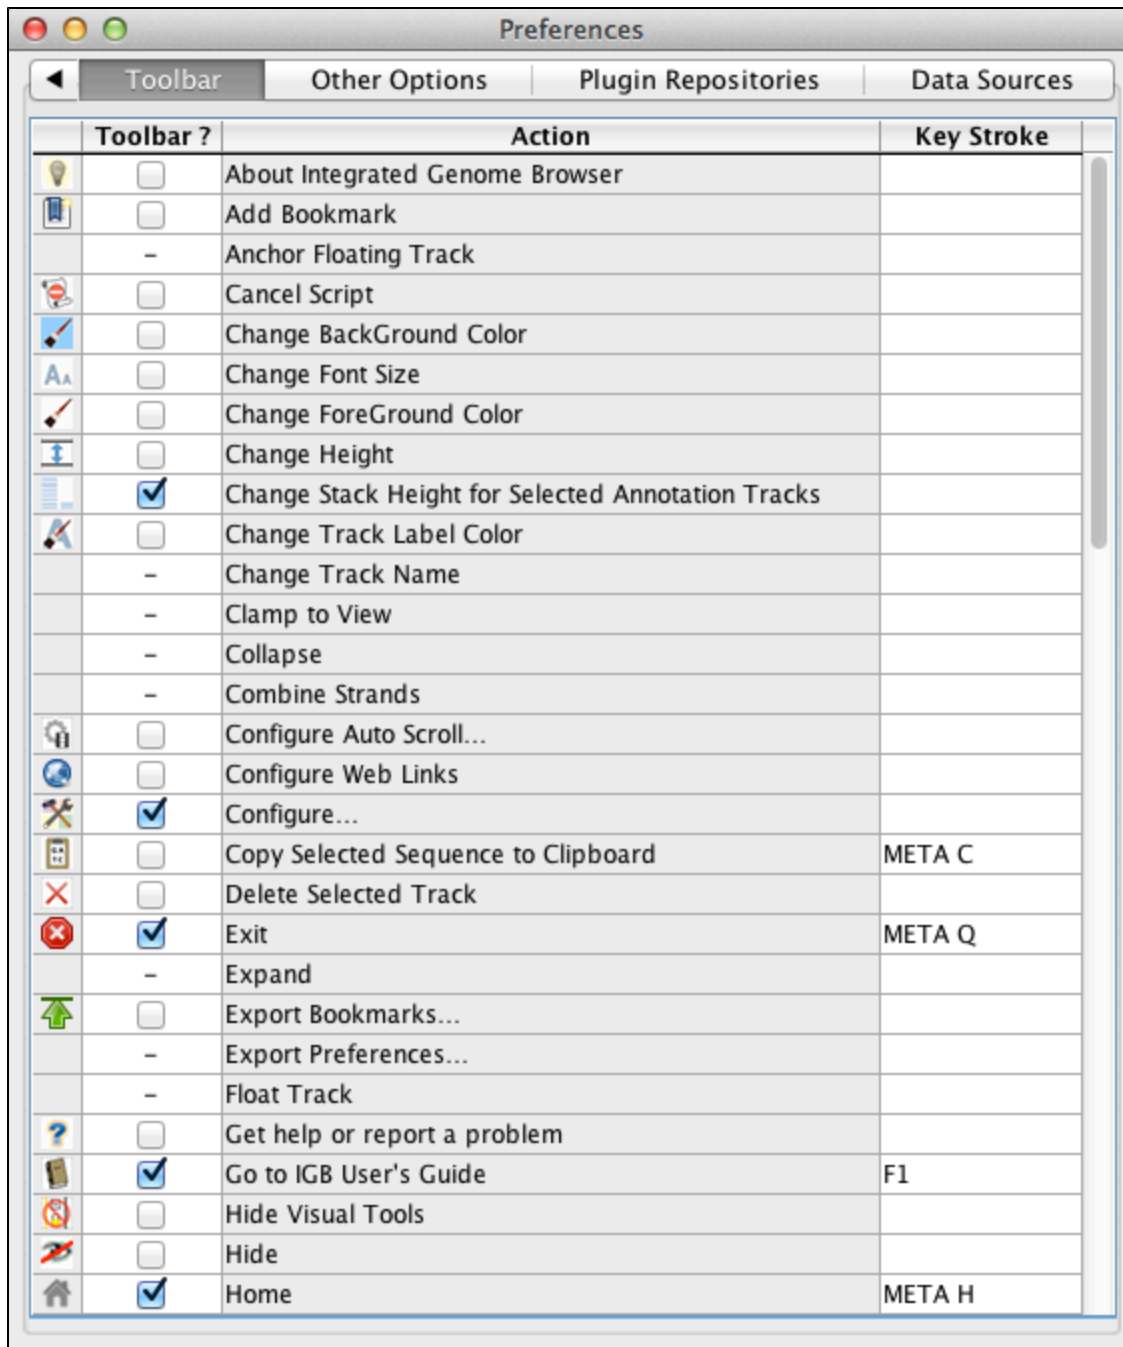 Preferences
Toolbar Other Options Plugin Repositories Data Sources
Toolbar ? Action Key Stroke
About Integrated Genome Browser
Add Bookmark
– Anchor Floating Track
Cancel Script
Change BackGround Color
Change Font Size
Change ForeGround Color
Change Height
Change Stack Height for Selected Annotation Tracks
Change Track Label Color
– Change Track Name
– Clamp to View
– Collapse
– Combine Strands
Configure Auto Scroll...
Configure Web Links
Configure...
Copy Selected Sequence to Clipboard META C
Delete Selected Track
Exit META Q
– Expand
Export Bookmarks...
– Export Preferences...
– Float Track
Get help or report a problem
Go to IGB User's Guide F1
Hide Visual Tools
Hide
Home META H